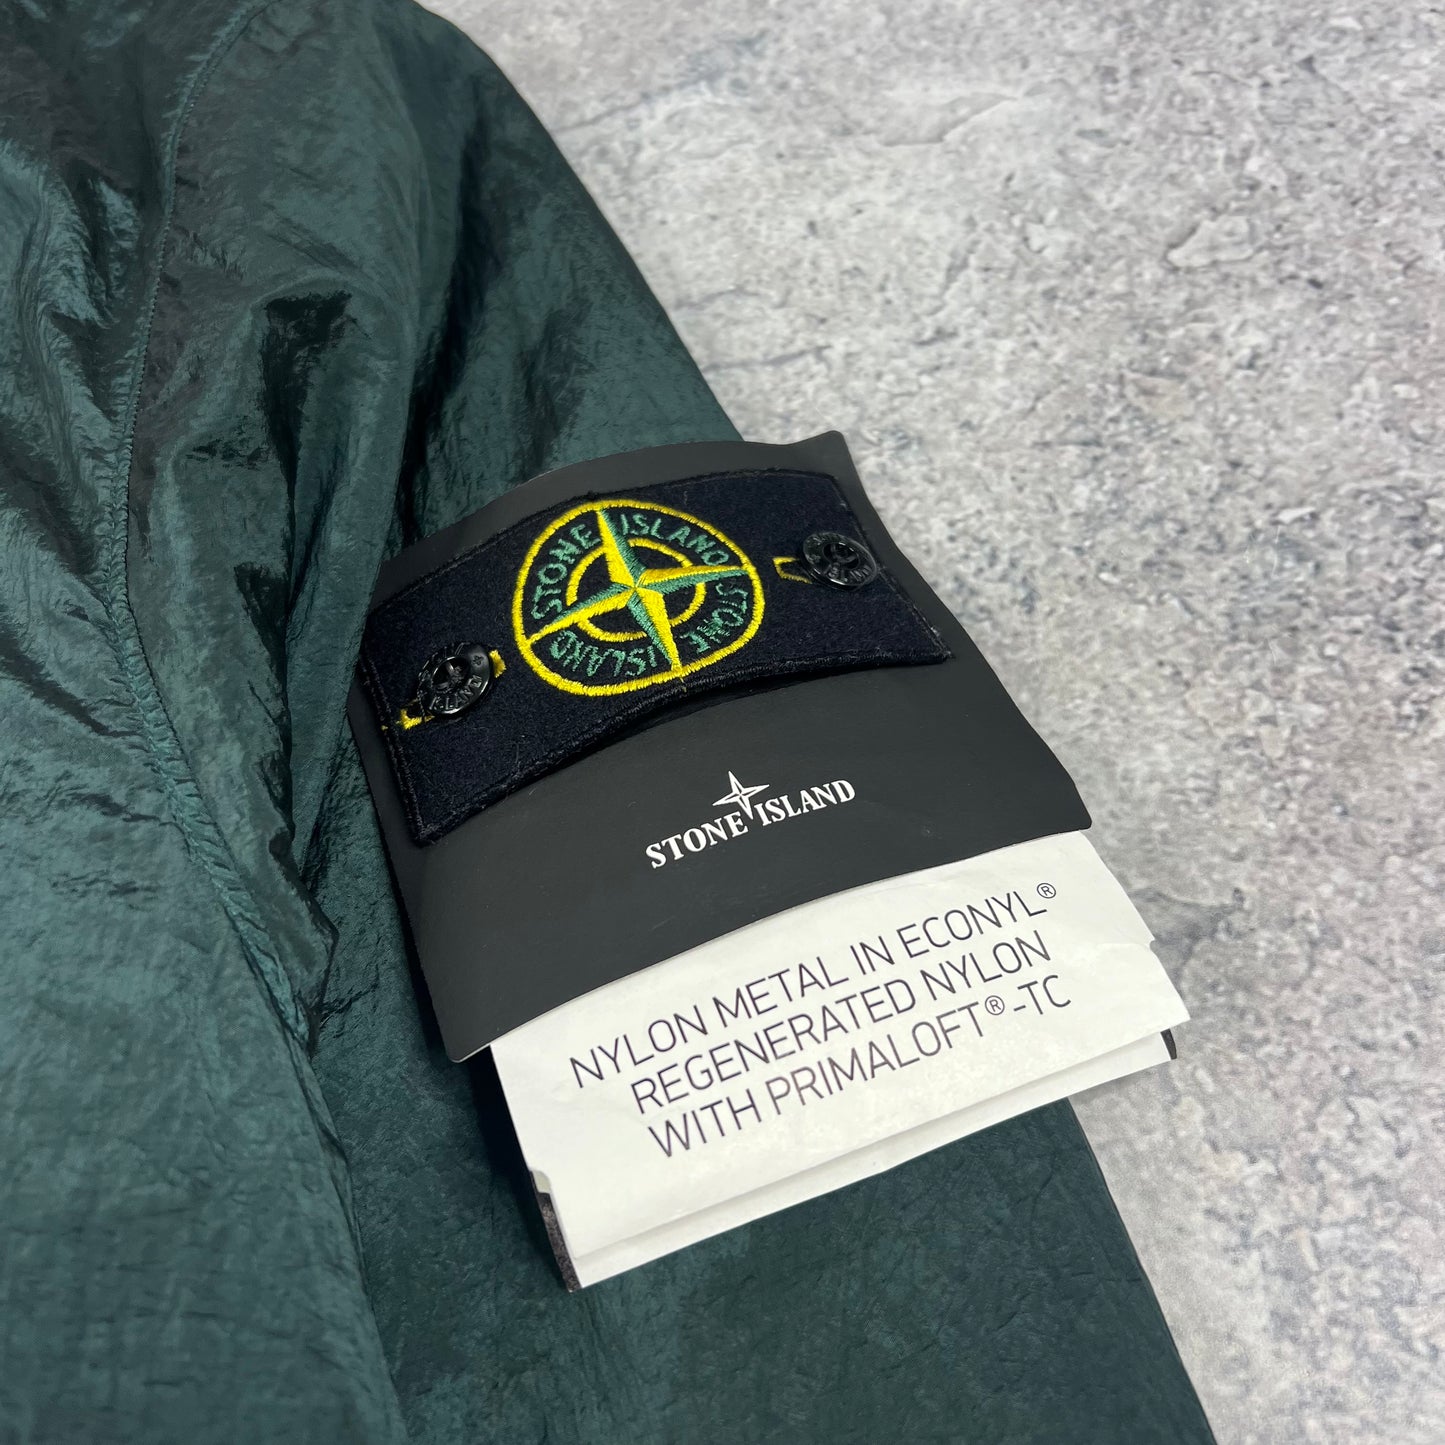 STONE ISLAND
STONE ISLAND
STONE ISLAND
NYLON METAL IN ECONYL®
REGENERATED NYLON
WITH PRIMALOFT®-TC